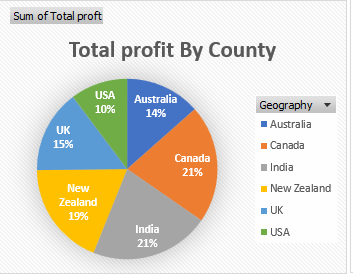 Sum of Total proft
Total profit By County
USA
10%
Australia
14%
UK
15%
Canada
21%
New
Zealand
19%
India
21%
Geography
Australia
Canada
India
New Zealand
UK
USA